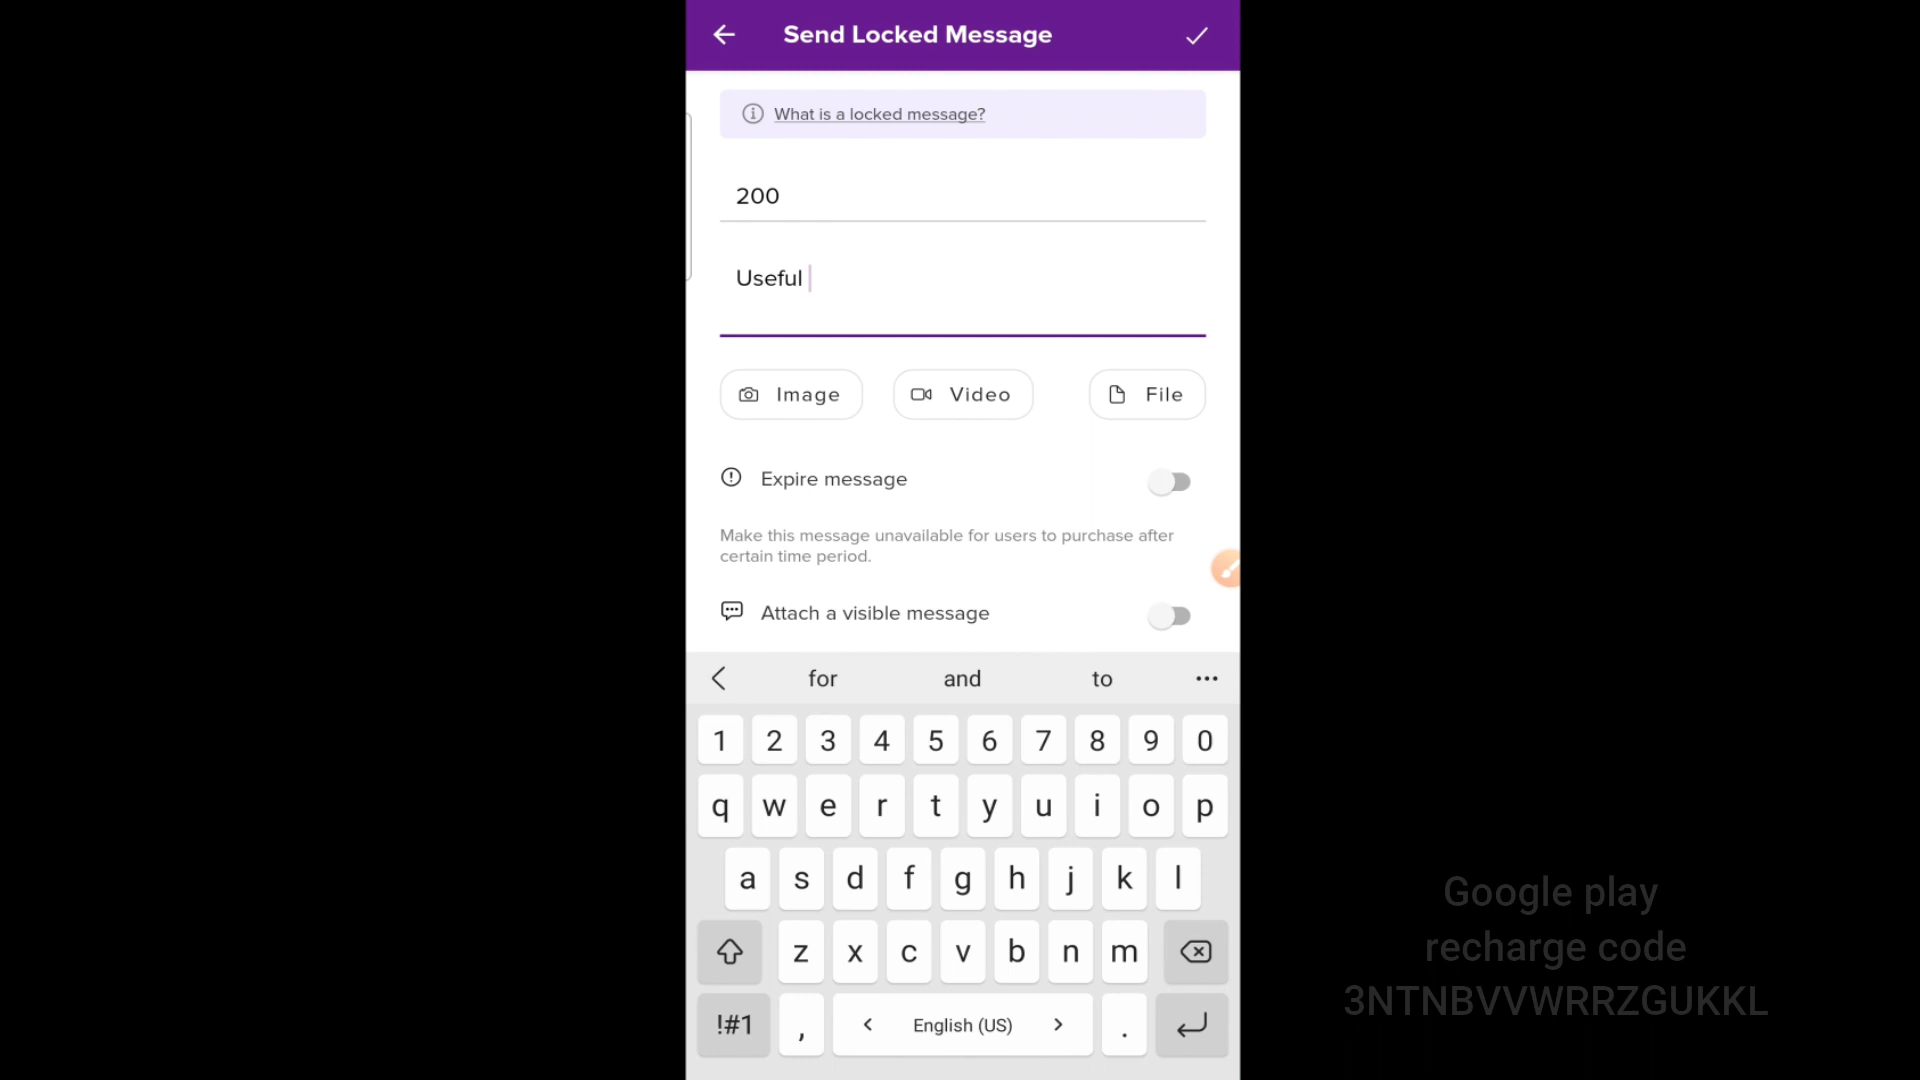 Send Locked Message
What is a locked message?
200
Useful
Image Video File
Expire message
Make this message unavailable for users to purchase after
certain time period.
Attach a visible message
for and to
1 2 3 4 5 6 7 8 9 0
q w e r t y u i o p
a s d f g h j k l
z x c v b n m
!#1 , < English (US) > .
Google play
recharge code
3NTNBVVWRRZGUKKL